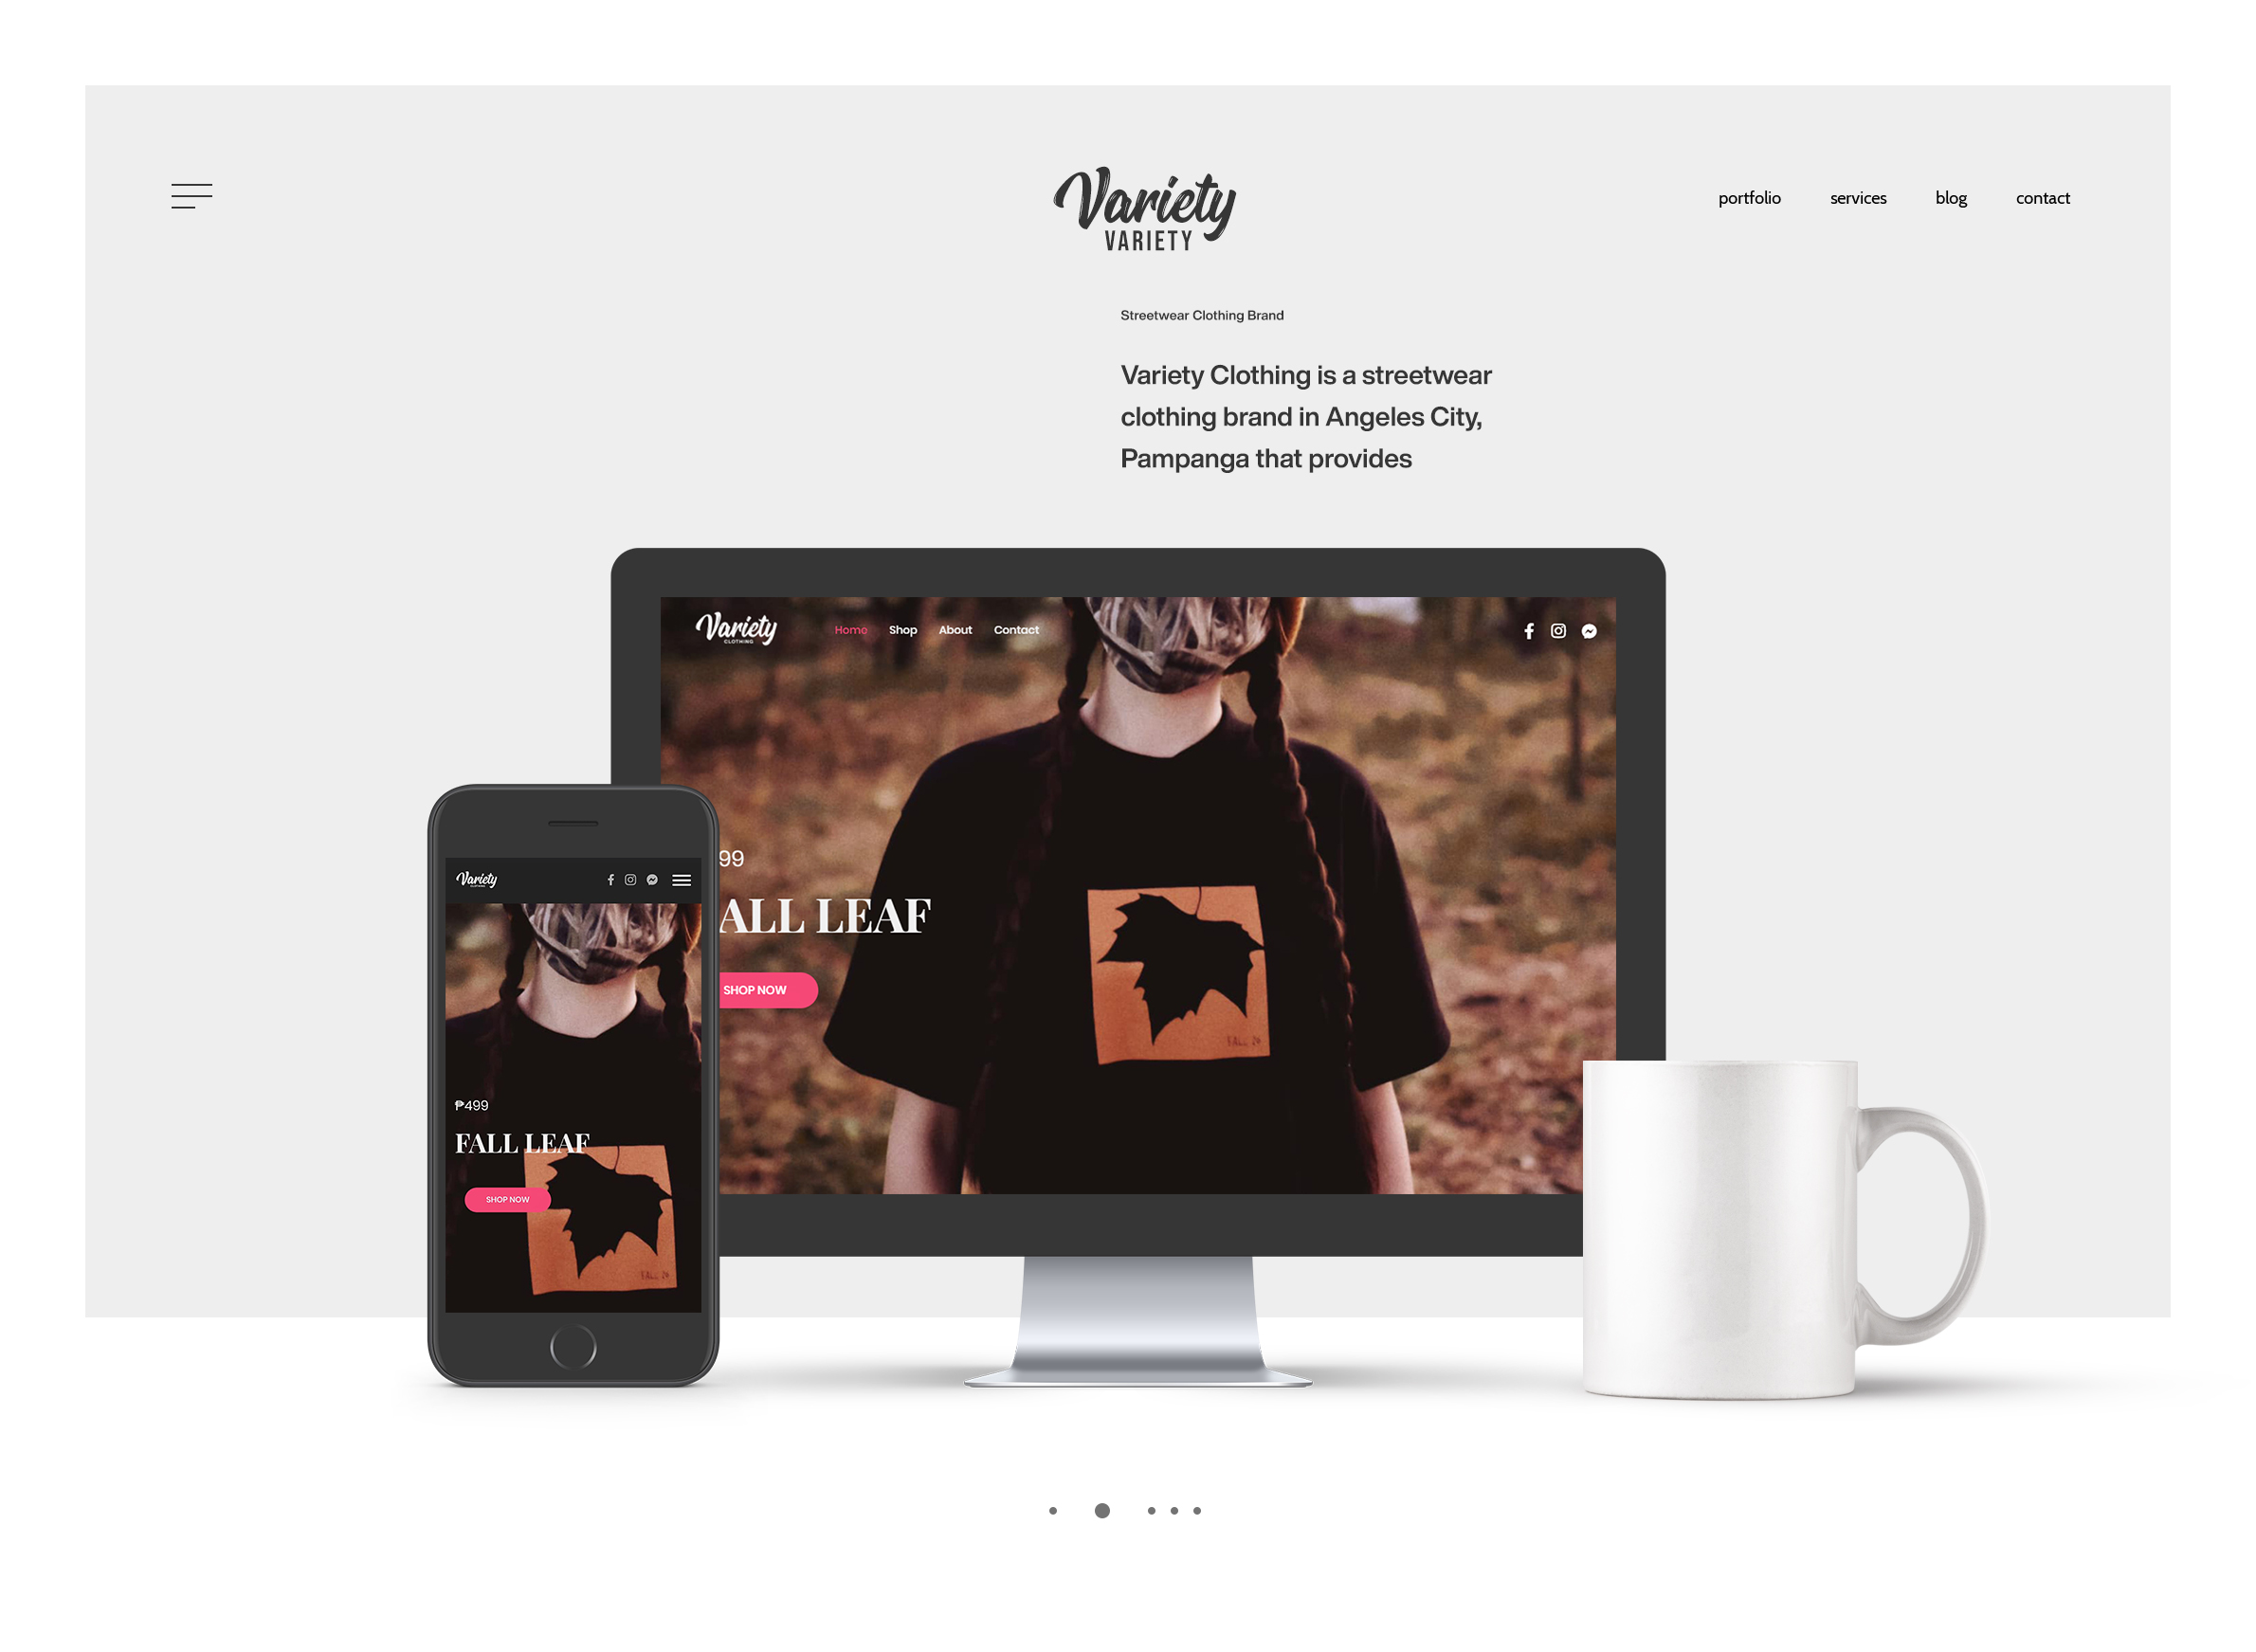 Variety
VARIETY
portfolio services blog contact
Streetwear Clothing Brand
Variety Clothing is a streetwear
clothing brand in Angeles City,
Pampanga that provides
Variety
CLOTHING
Home Shop About Contact
99
ALL LEAF
SHOP NOW
FALL
Variety
CLOTHING
₱499
FALL LEAF
SHOP NOW
FALL